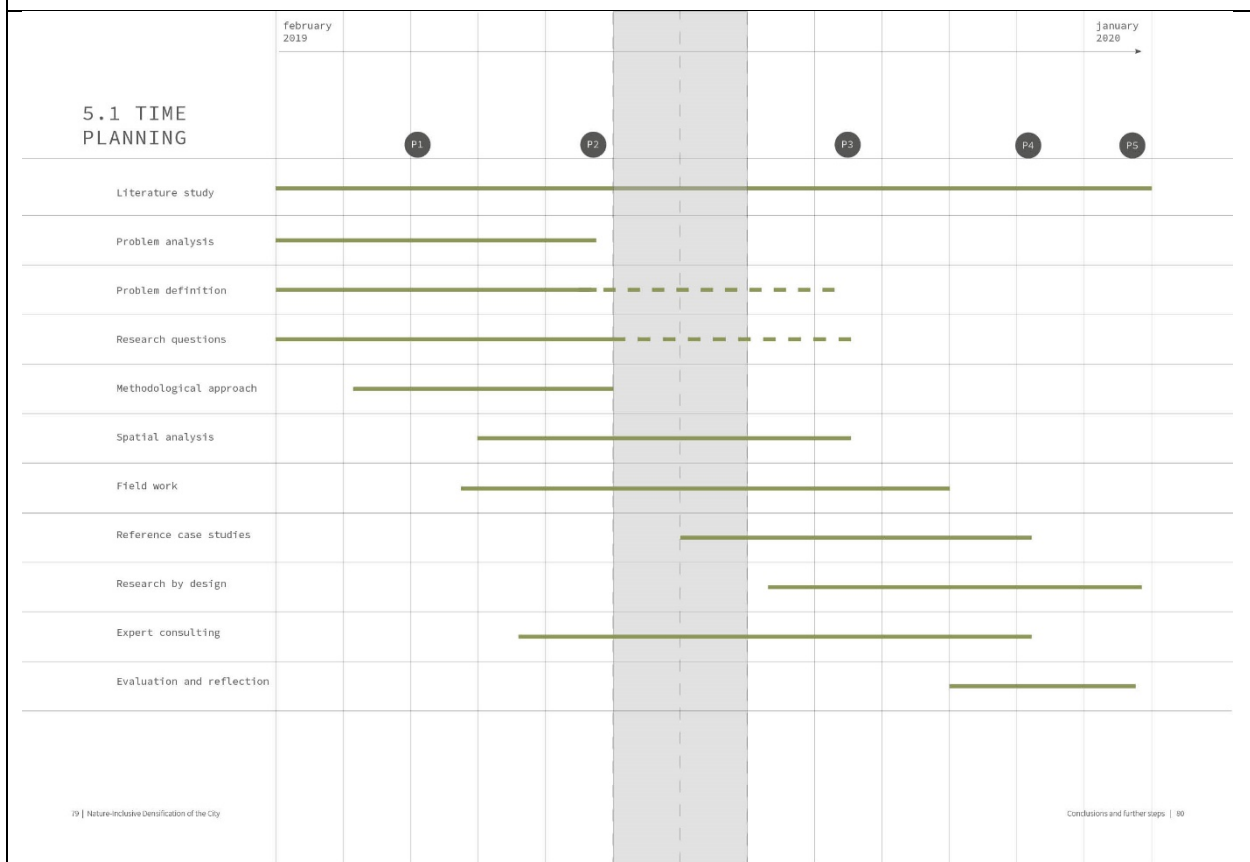 february
2019
january
2020
5.1 TIME
PLANNING
P1
P2
P3
P4
P5
Literature study
Problem analysis
Problem definition
Research questions
Methodological approach
Spatial analysis
Field work
Reference case studies
Research by design
Expert consulting
Evaluation and reflection
79 | Nature-Inclusive Densification of the City
Conclusions and further steps | 80